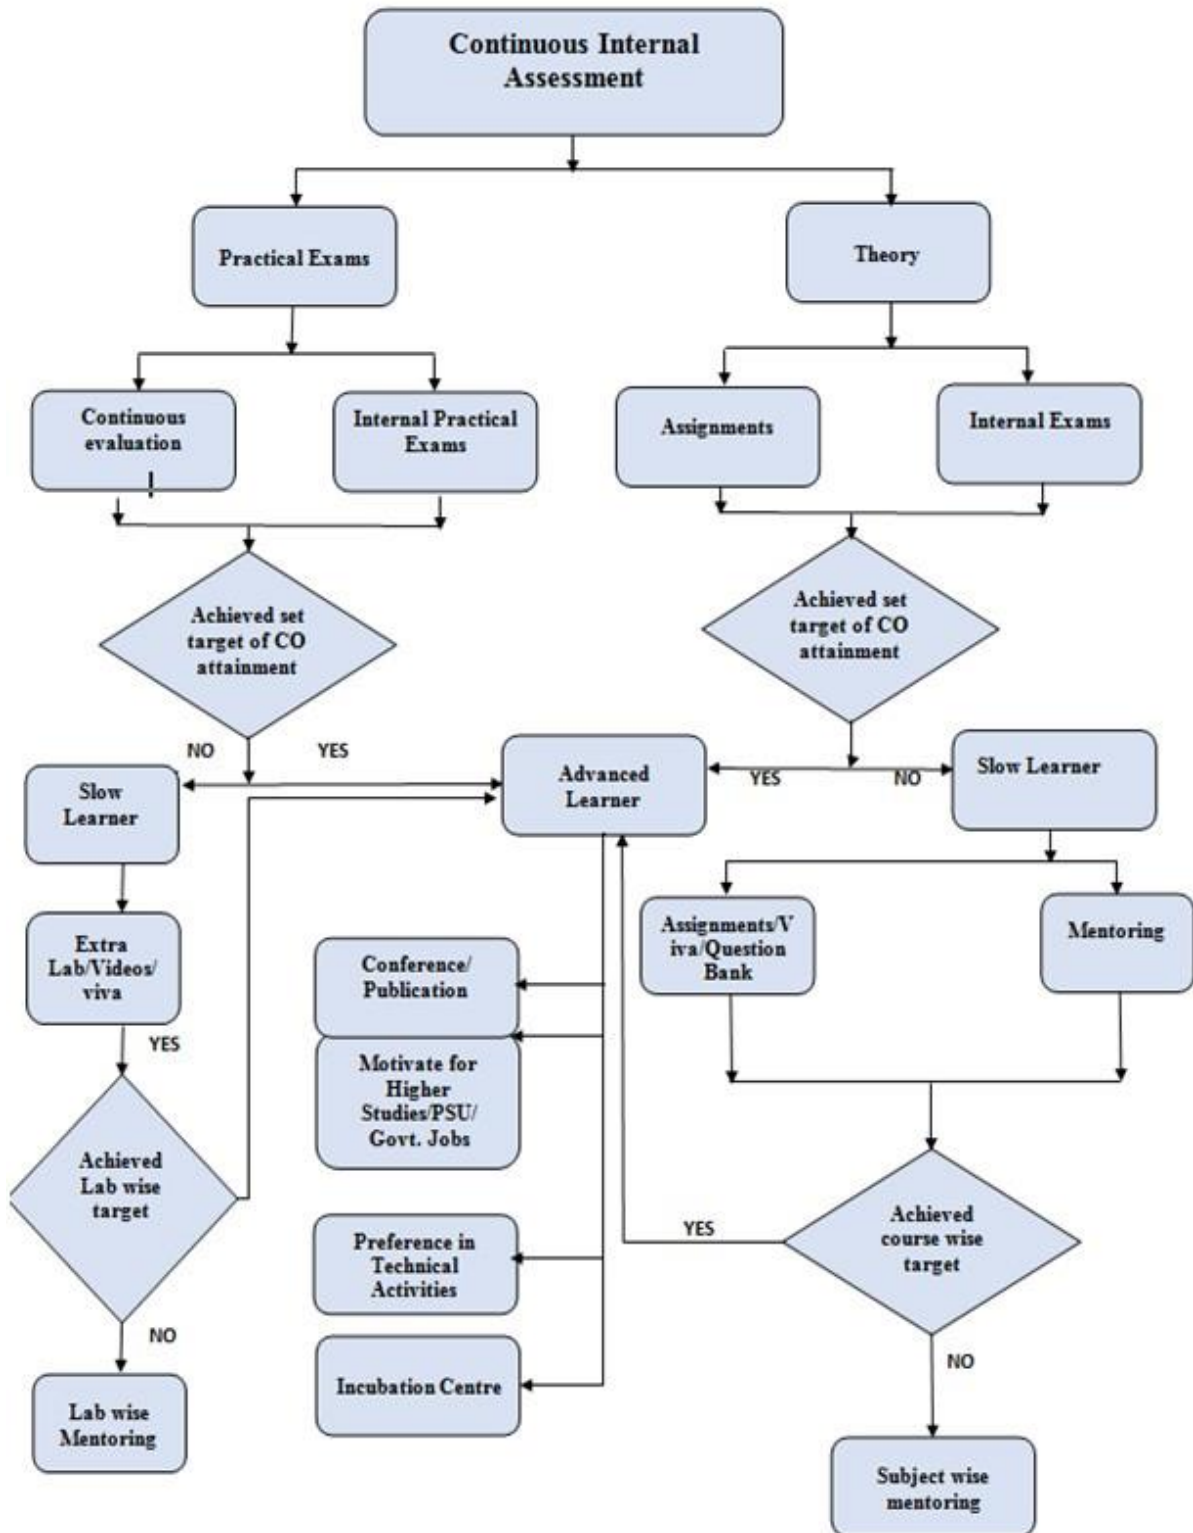 Continuous Internal
Assessment
Practical Exams
Theory
Continuous
evaluation
Internal Practical
Exams
Assignments
Internal Exams
Achieved set
target of CO
attainment
Achieved set
target of CO
attainment
NO
YES
YES
NO
Slow
Learner
Advanced
Learner
Slow Learner
Extra
Lab/Videos/
viva
Conference/
Publication
Assignments/V
iva/Question
Bank
Mentoring
YES
Motivate for
Higher
Studies/PSU/
Govt. Jobs
Achieved
Lab wise
target
Preference in
Technical
Activities
YES
Achieved
course wise
target
NO
Incubation Centre
NO
Lab wise
Mentoring
Subject wise
mentoring